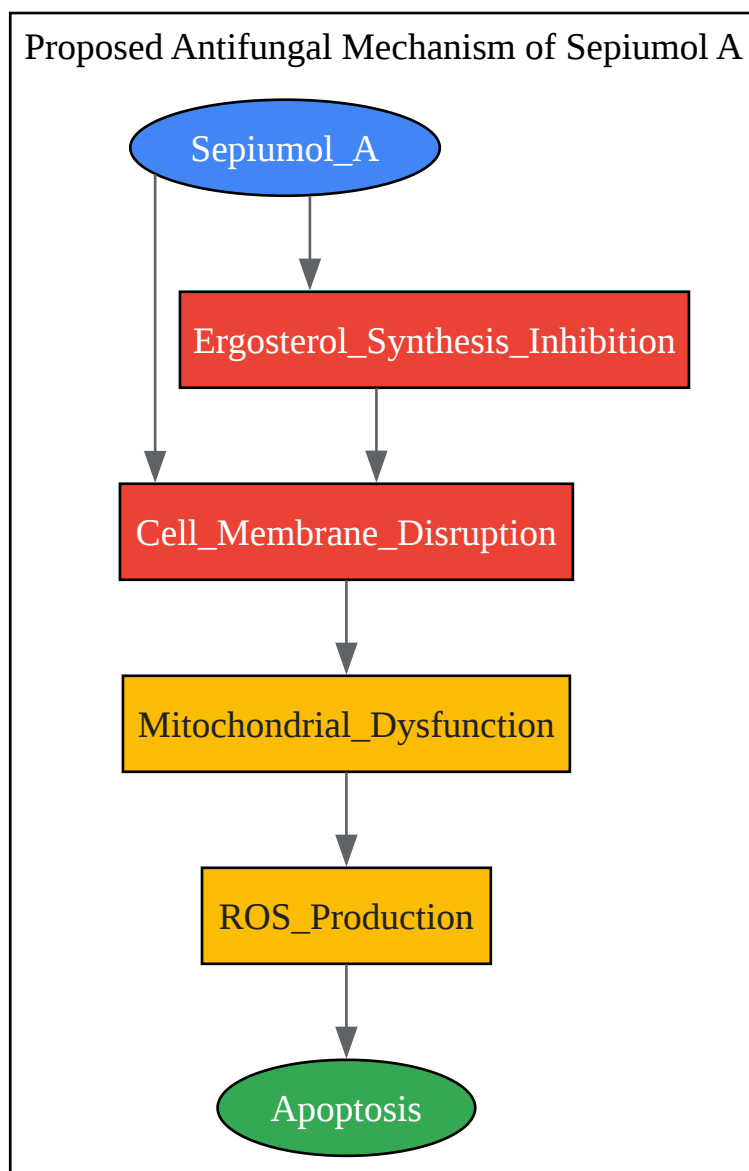 Proposed Antifungal Mechanism of Sepiumol A
Sepiumol_A
Ergosterol_Synthesis_Inhibition
Cell_Membrane_Disruption
Mitochondrial_Dysfunction
ROS_Production
Apoptosis